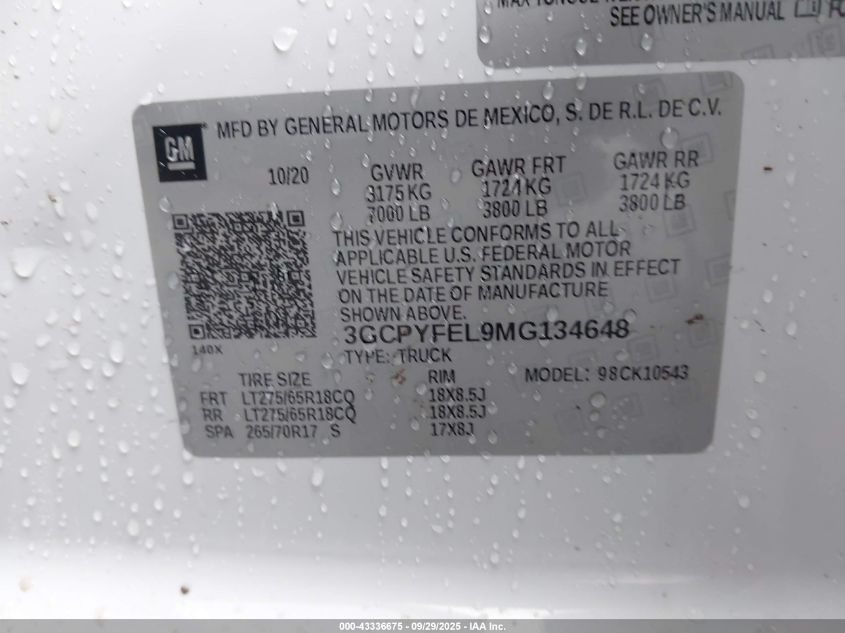 SEE OWNER'S MANUAL
GM
MFD BY GENERAL MOTORS DE MEXICO, S. DE R.L. DE C.V.
10/20 GVWR GAWR FRT GAWR RR
3175 KG 1724 KG 1724 KG
7000 LB 3800 LB 3800 LB
THIS VEHICLE CONFORMS TO ALL
APPLICABLE U.S. FEDERAL MOTOR
VEHICLE SAFETY STANDARDS IN EFFECT
ON THE DATE OF MANUFACTURE
SHOWN ABOVE.
3GCPYFEL9MG134648
140X
TYPE: TRUCK
TIRE SIZE RIM MODEL: 98CK10543
FRT LT275/65R18CQ 18X8.5J
RR LT275/65R18CQ 18X8.5J
SPA 265/70R17 S 17X8J
000-43336675 - 09/29/2025 - IAA Inc.